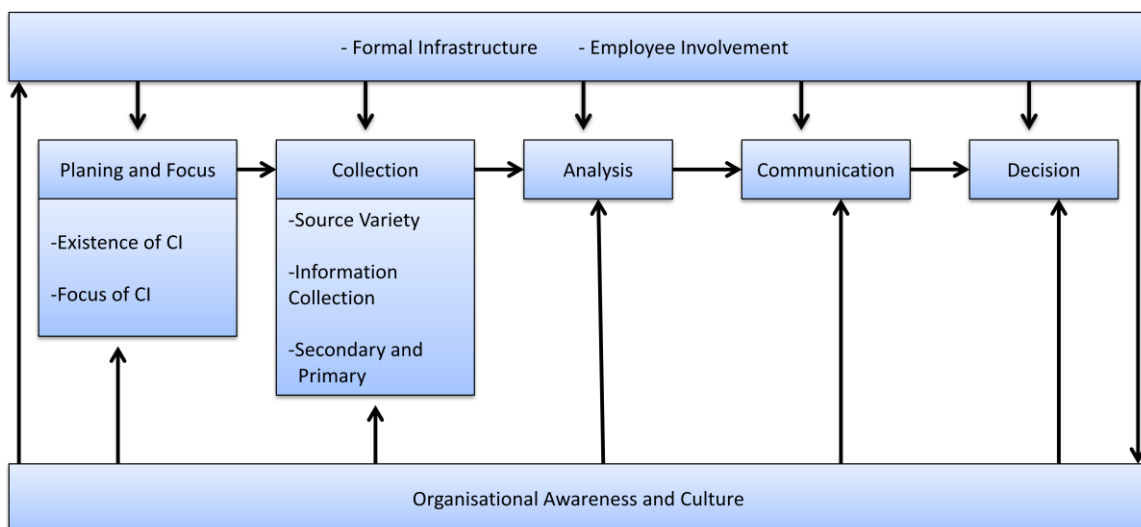 - Formal Infrastructure - Employee Involvement
Planing and Focus
-Existence of CI
-Focus of CI
Collection
-Source Variety
-Information
Collection
-Secondary and
Primary
Analysis
Communication
Decision
Organisational Awareness and Culture